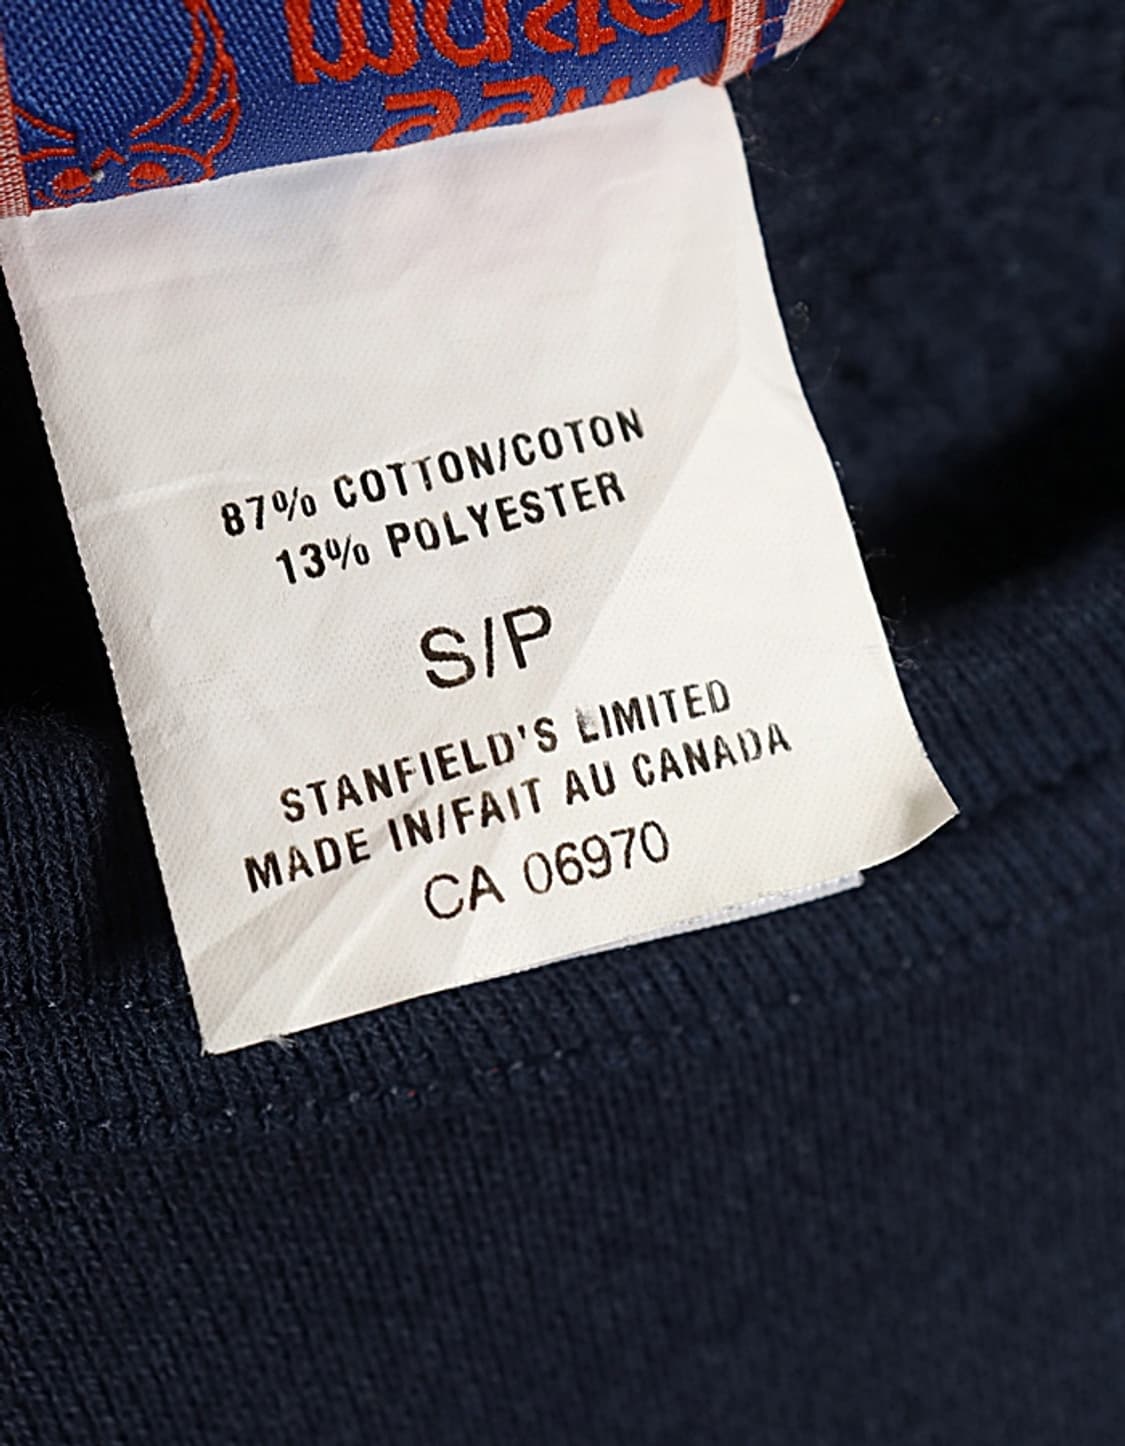 87% COTTON/COTON
13% POLYESTER
S/P
STANFIELD'S LIMITED
MADE IN/FAIT AU CANADA
CA 06970